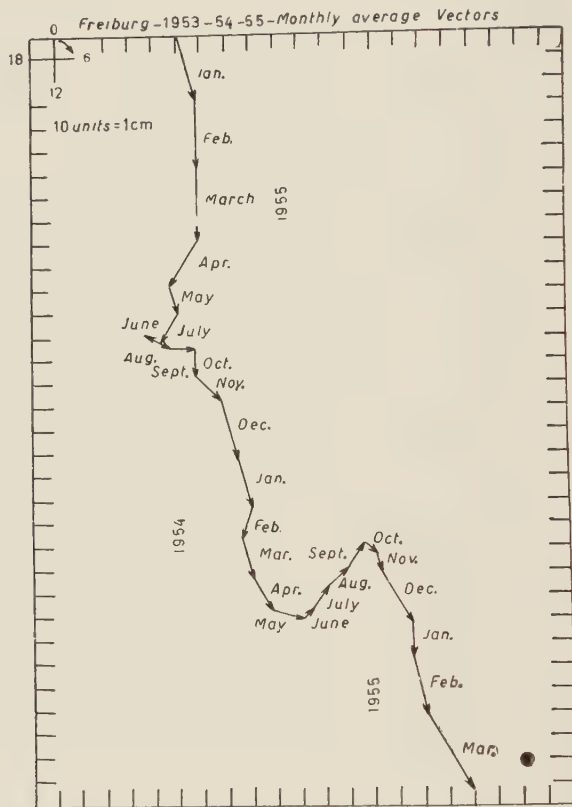 Freiburg-1953-54-55-Monthly average Vectors
0
18 6
12
10 units = 1cm
Jan.
Feb.
March
1955
Apr.
May
June
July
Aug.
Sept.
Oct.
Nov.
Dec.
Jan.
1954
Feb.
Mar.
Apr.
May
June
July
Aug.
Sept.
Oct.
Nov.
Dec.
Jan.
1955
Feb.
Mar.